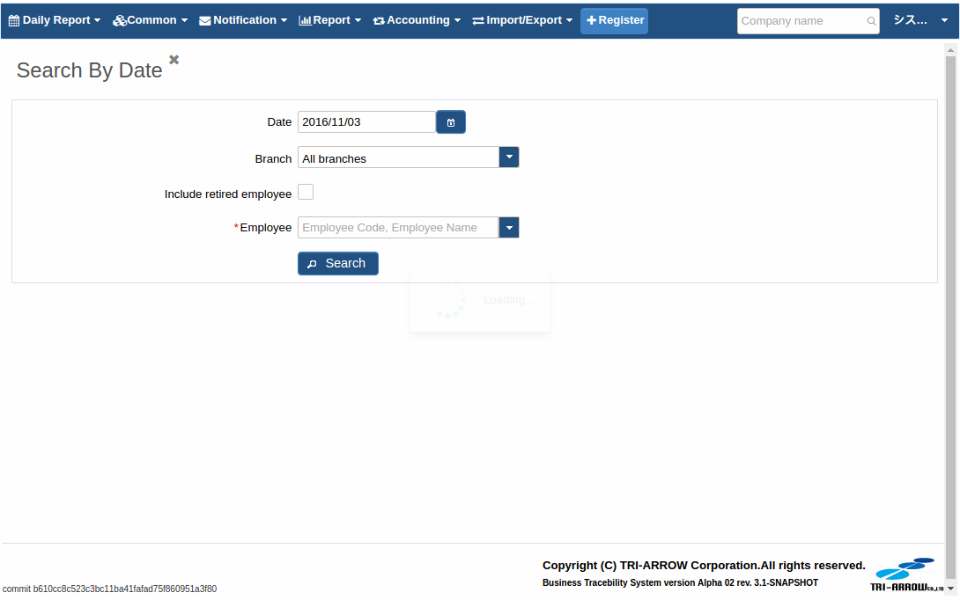 Daily Report Common Notification Report Accounting Import/Export Register Company name シス...
Search By Date
Date 2016/11/03
Branch All branches
Include retired employee
*Employee Employee Code, Employee Name
Search
Loading...
Copyright (C) TRI-ARROW Corporation.All rights reserved.
Business Tracebility System version Alpha 02 rev. 3.1-SNAPSHOT
TRI-ARROW CO.,LTD
commit b610cc8c523c3bc11ba41fafad75f860951a3f80